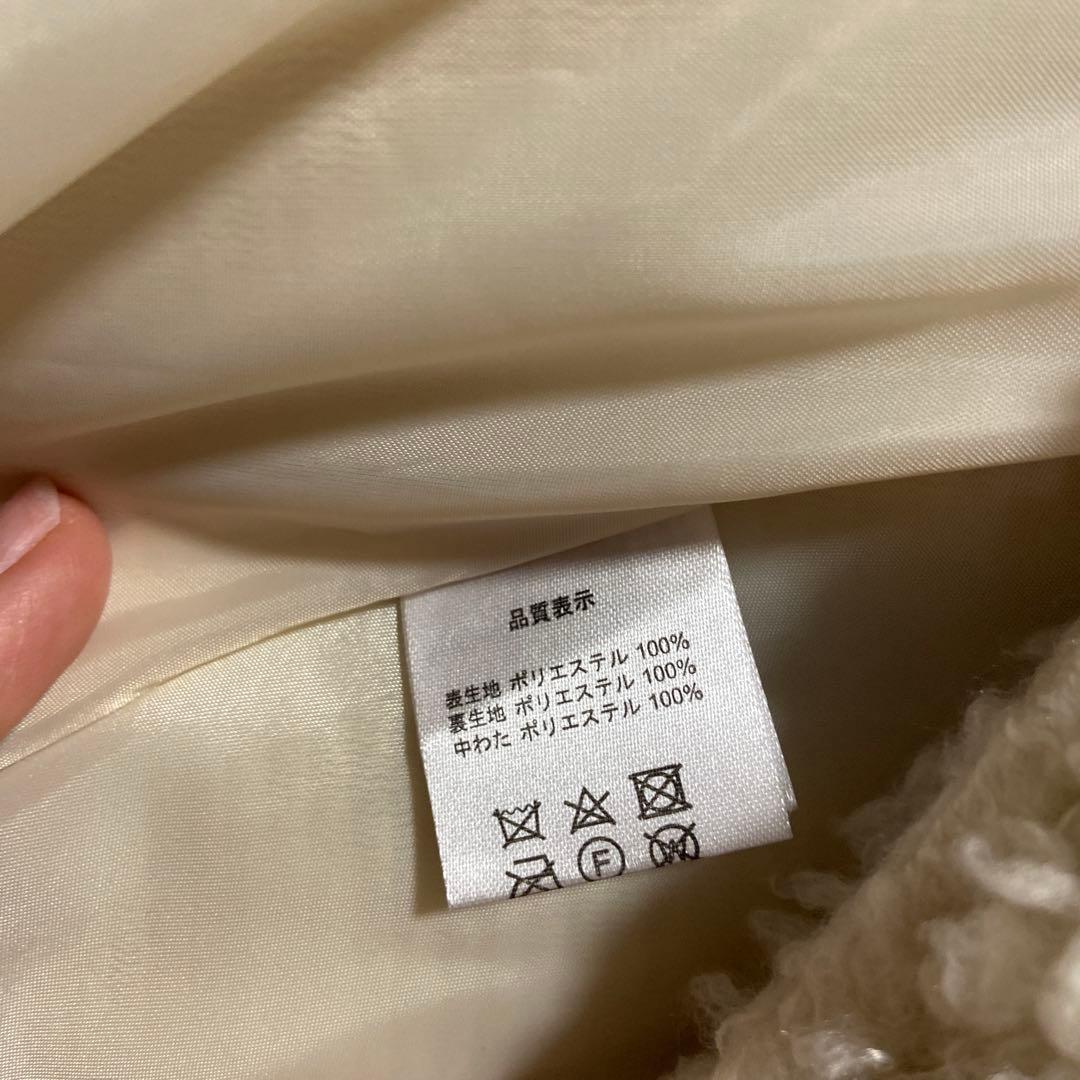 品質表示
表生地 ポリエステル 100%
裏生地 ポリエステル 100%
中わた ポリエステル 100%
F
W